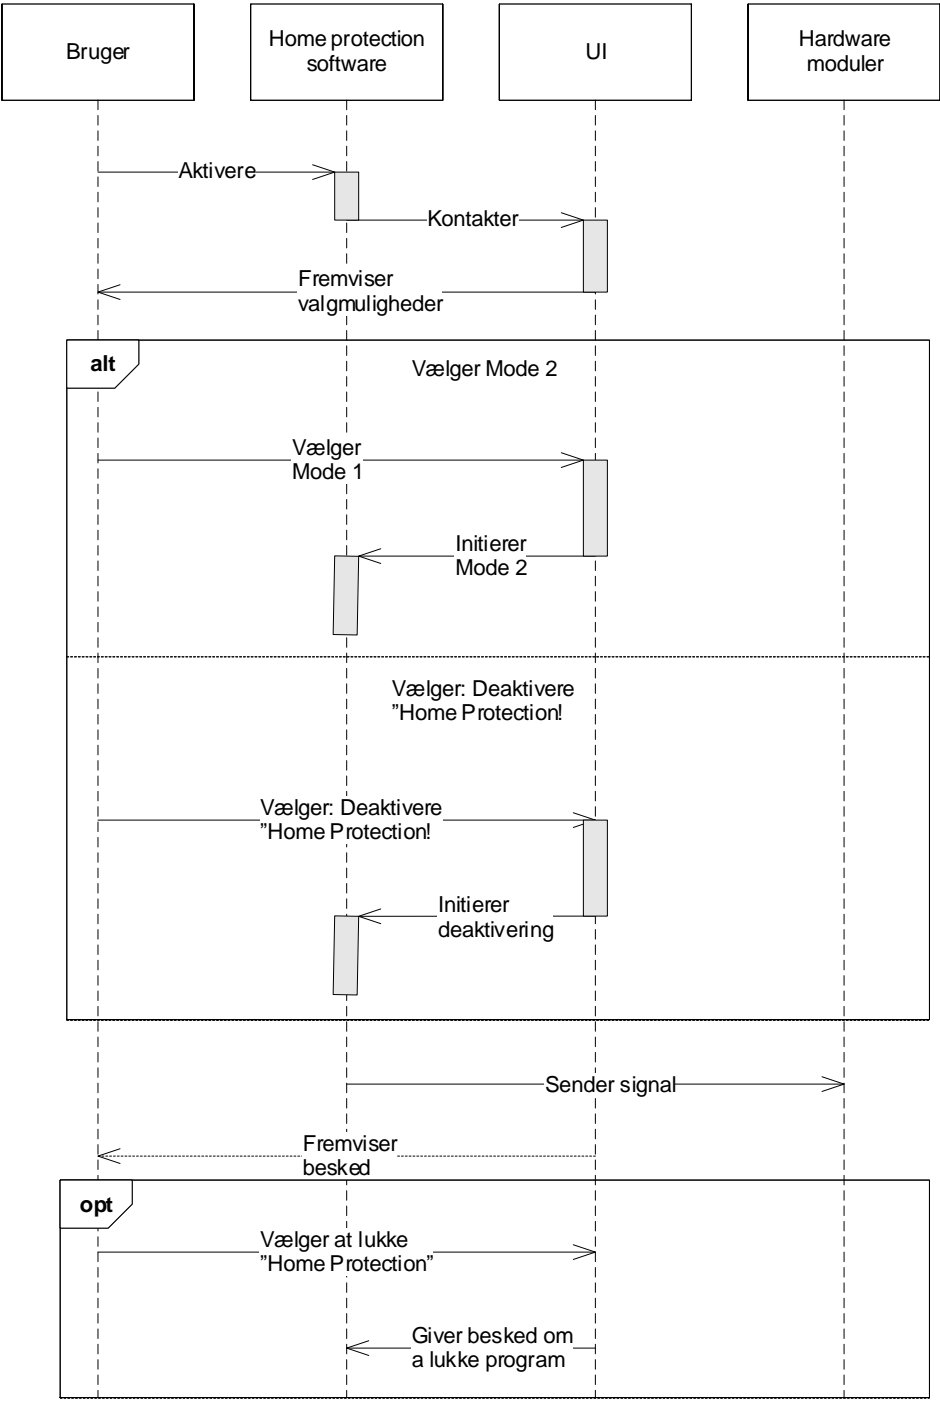 Bruger
Home protection
software
UI
Hardware
moduler
Aktivere
Kontakter
Fremviser
valgmuligheder
alt
Vælger Mode 2
Vælger
Mode 1
Initierer
Mode 2
Vælger: Deaktivere
”Home Protection!
Vælger: Deaktivere
”Home Protection!
Initierer
deaktivering
Sender signal
Fremviser
besked
opt
Vælger at lukke
”Home Protection”
Giver besked om
a lukke program